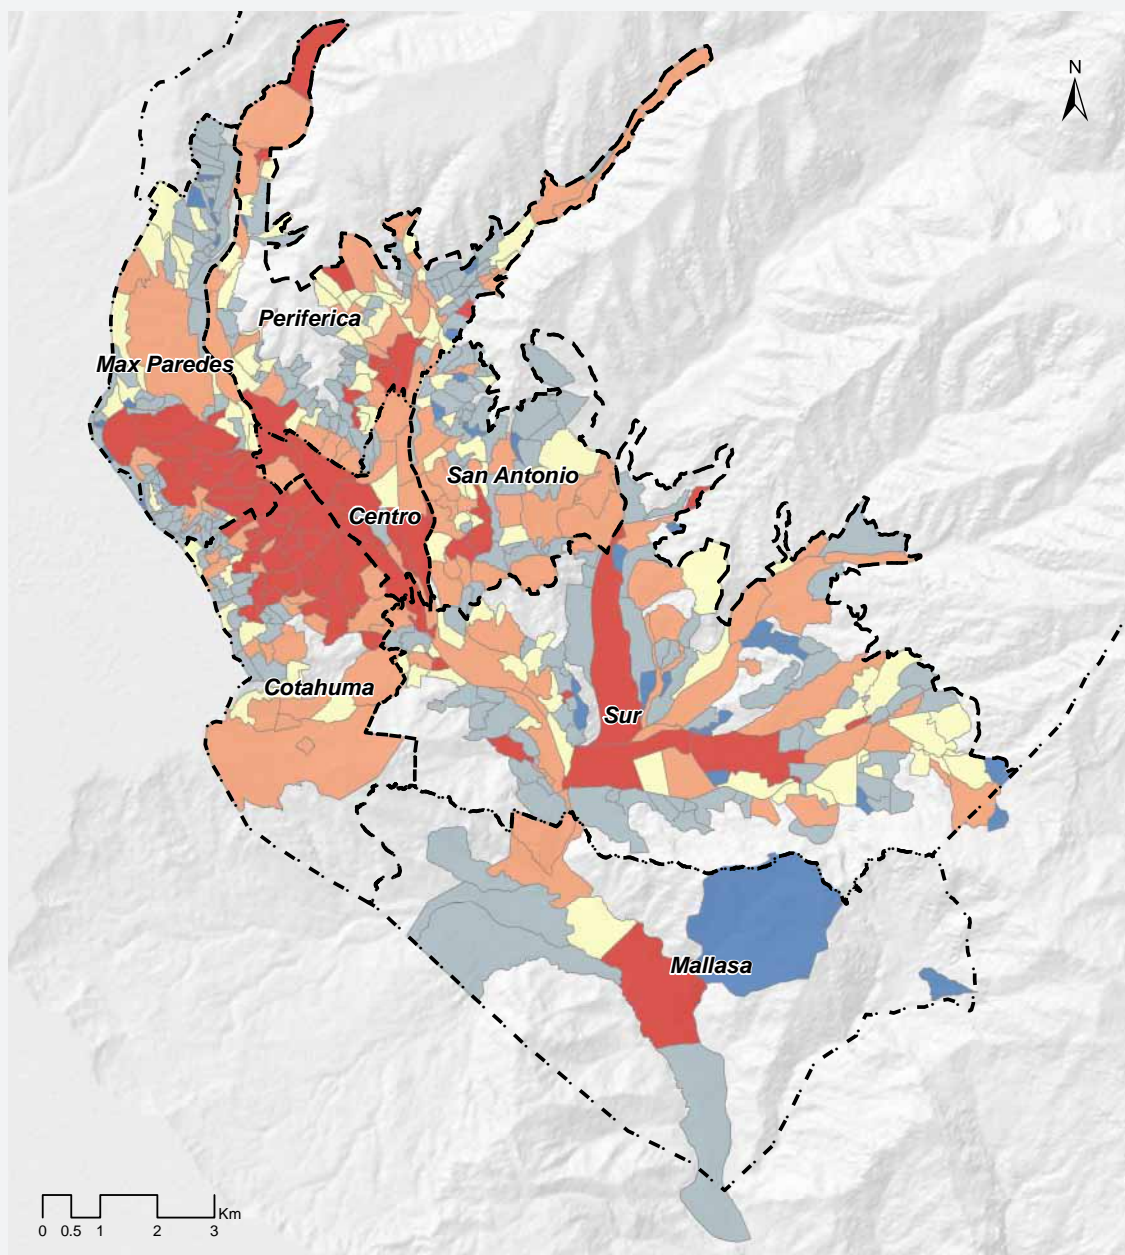 N
Periferica
Max Paredes
San Antonio
Centro
Cotahuma
Sur
Mallasa
Km
0 0.5 1 2 3